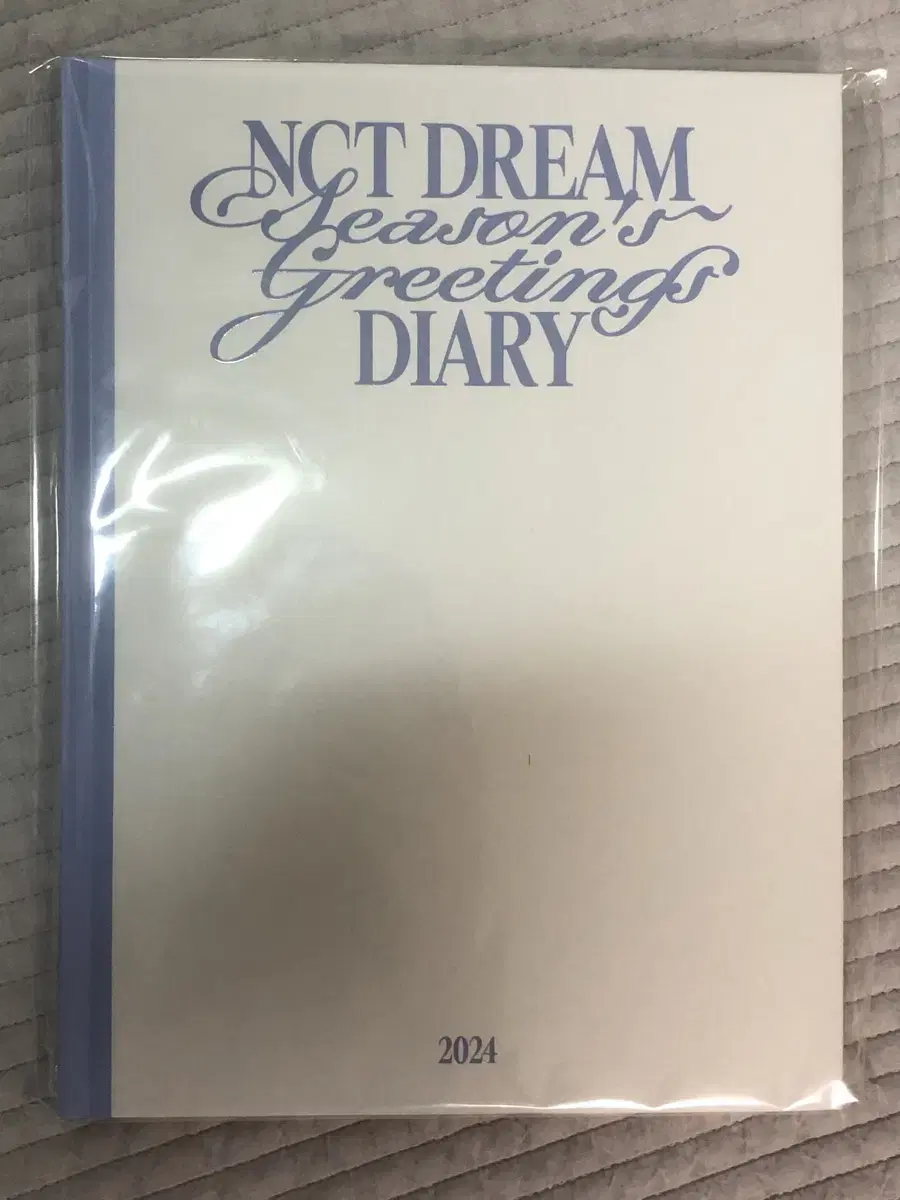 NCT DREAM
Season's
Greetings
DIARY
2024